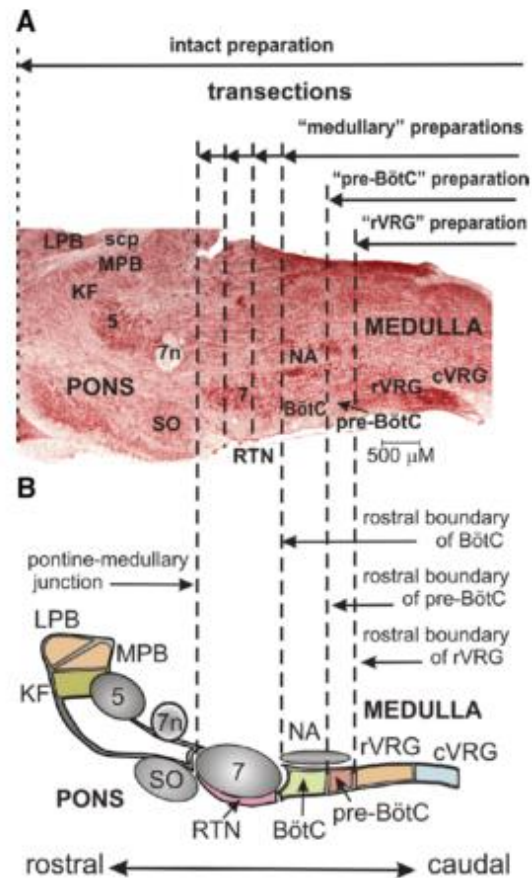 A
intact preparation
transections
"medullary" preparations
"pre-BötC" preparation
"rVRG" preparation
LPB
scp
MPB
KF
5
7n
NA
MEDULLA
PONS
7
rVRG
cVRG
SO
BötC
pre-BötC
RTN
500 µM
B
rostral boundary
of BötC
pontine-medullary
junction
rostral boundary
of pre-BötC
LPB
MPB
rostral boundary
of rVRG
KF
5
7n
NA
MEDULLA
rVRG
cVRG
SO
7
PONS
RTN
BötC
pre-BötC
rostral
caudal